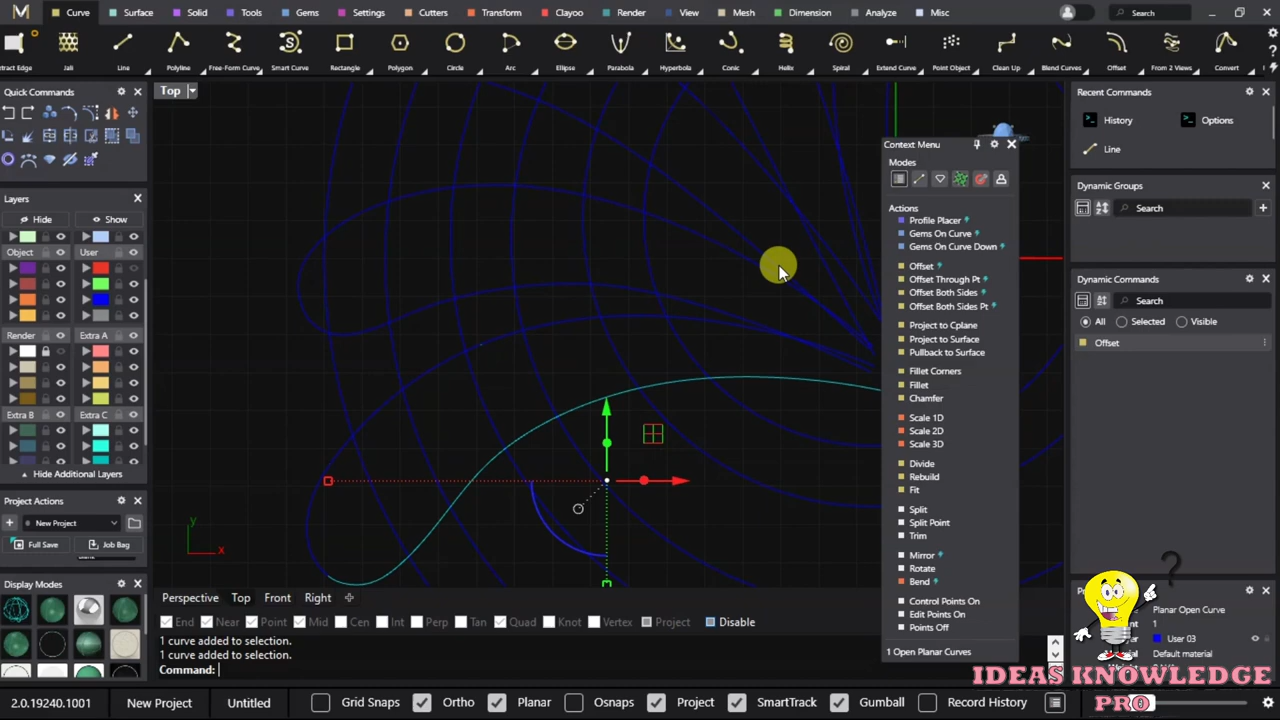 Curve Surface Solid Tools Gems Settings Cutters Transform Clayoo Render View Mesh Dimension Analyze Misc Search
Extract Edge Jali Line Polyline Free-Form Curve Smart Curve Rectangle Polygon Circle Arc Ellipse Parabola Hyperbola Conic Helix Spiral Extend Curve Point Object Clean Up Blend Curves Offset From 2 Views Convert
Quick Commands
Top
Layers
Hide Show
Object User
Render Extra A
Extra B Extra C
Hide Additional Layers
Project Actions
New Project
Full Save Job Bag
Display Modes
y
x
Context Menu
Modes
Actions
Profile Placer
Gems On Curve
Gems On Curve Down
Offset
Offset Through Pt
Offset Both Sides
Offset Both Sides Pt
Project to Cplane
Project to Surface
Pullback to Surface
Fillet Corners
Fillet
Chamfer
Scale 1D
Scale 2D
Scale 3D
Divide
Rebuild
Fit
Split
Split Point
Trim
Mirror
Rotate
Bend
Control Points On
Edit Points On
Points Off
1 Open Planar Curves
Recent Commands
History Options
Line
Dynamic Groups
Search
Dynamic Commands
Search
All Selected Visible
Offset
Planar Open Curve
1
User 03
Default material
Perspective Top Front Right
End Near Point Mid Cen Int Perp Tan Quad Knot Vertex Project Disable
1 curve added to selection.
1 curve added to selection.
Command:
?
IDEAS KNOWLEDGE
PRO
2.0.19240.1001 New Project Untitled Grid Snaps Ortho Planar Osnaps Project SmartTrack Gumball Record History